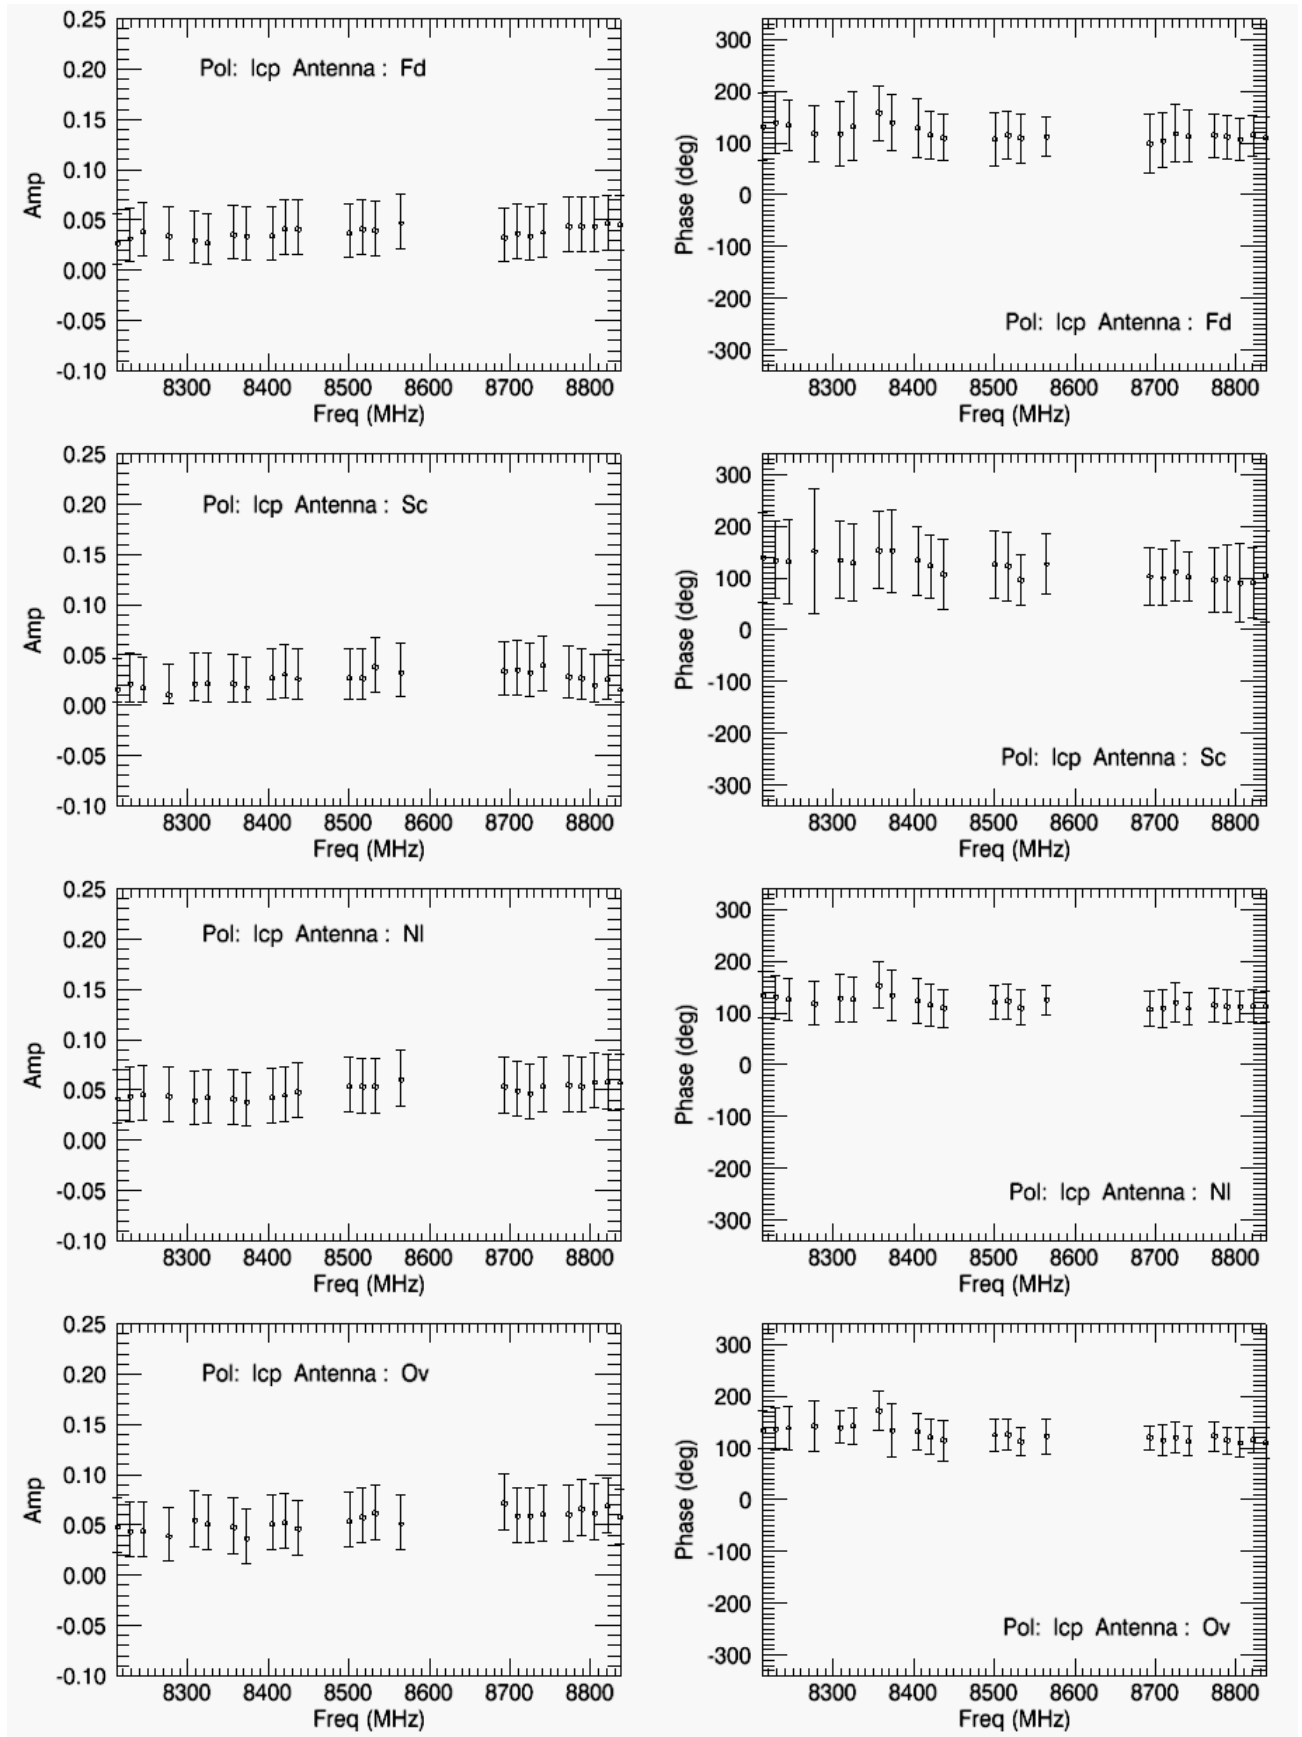 0.25
0.20
0.15
0.10
0.05
0.00
-0.05
-0.10
Amp
Pol: lcp Antenna : Fd
8300 8400 8500 8600 8700 8800
Freq (MHz)
300
200
100
0
-100
-200
-300
Phase (deg)
Pol: lcp Antenna : Fd
8300 8400 8500 8600 8700 8800
Freq (MHz)
0.25
0.20
0.15
0.10
0.05
0.00
-0.05
-0.10
Amp
Pol: lcp Antenna : Sc
8300 8400 8500 8600 8700 8800
Freq (MHz)
300
200
100
0
-100
-200
-300
Phase (deg)
Pol: lcp Antenna : Sc
8300 8400 8500 8600 8700 8800
Freq (MHz)
0.25
0.20
0.15
0.10
0.05
0.00
-0.05
-0.10
Amp
Pol: lcp Antenna : Nl
8300 8400 8500 8600 8700 8800
Freq (MHz)
300
200
100
0
-100
-200
-300
Phase (deg)
Pol: lcp Antenna : Nl
8300 8400 8500 8600 8700 8800
Freq (MHz)
0.25
0.20
0.15
0.10
0.05
0.00
-0.05
-0.10
Amp
Pol: lcp Antenna : Ov
8300 8400 8500 8600 8700 8800
Freq (MHz)
300
200
100
0
-100
-200
-300
Phase (deg)
Pol: lcp Antenna : Ov
8300 8400 8500 8600 8700 8800
Freq (MHz)